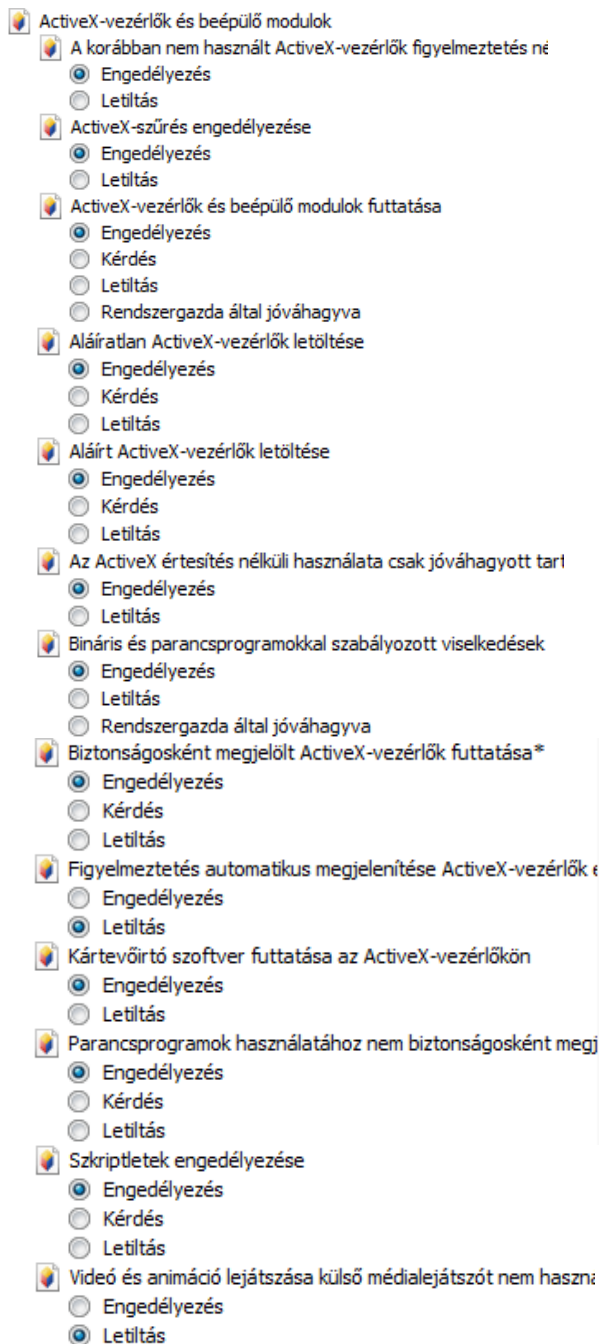 ActiveX-vezérlők és beépülő modulok
A korábban nem használt ActiveX-vezérlők figyelmeztetés né
Engedélyezés
Letiltás
ActiveX-szűrés engedélyezése
Engedélyezés
Letiltás
ActiveX-vezérlők és beépülő modulok futtatása
Engedélyezés
Kérdés
Letiltás
Rendszergazda által jóváhagyva
Aláíratlan ActiveX-vezérlők letöltése
Engedélyezés
Kérdés
Letiltás
Aláírt ActiveX-vezérlők letöltése
Engedélyezés
Kérdés
Letiltás
Az ActiveX értesítés nélküli használata csak jóváhagyott tart
Engedélyezés
Letiltás
Bináris és parancsprogramokkal szabályozott viselkedések
Engedélyezés
Letiltás
Rendszergazda által jóváhagyva
Biztonságosként megjelölt ActiveX-vezérlők futtatása*
Engedélyezés
Kérdés
Letiltás
Figyelmeztetés automatikus megjelenítése ActiveX-vezérlők e
Engedélyezés
Letiltás
Kártevőirtó szoftver futtatása az ActiveX-vezérlőkön
Engedélyezés
Letiltás
Parancsprogramok használatához nem biztonságosként megj
Engedélyezés
Kérdés
Letiltás
Szkriptletek engedélyezése
Engedélyezés
Kérdés
Letiltás
Videó és animáció lejátszása külső médialejátszót nem haszná
Engedélyezés
Letiltás